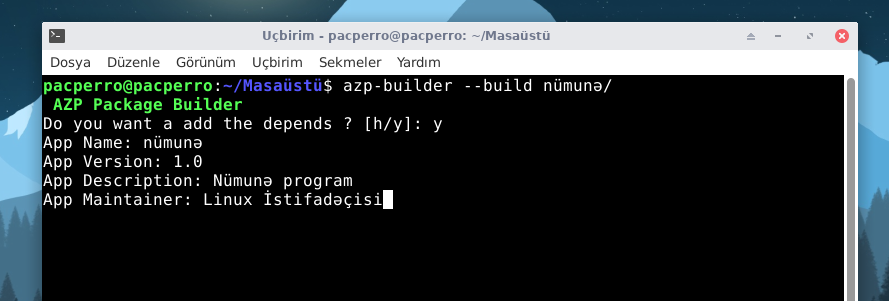 Uçbirim - pacperro@pacperro: ~/Masaüstü
Dosya Düzenle Görünüm Uçbirim Sekmeler Yardım
pacperro@pacperro:~/Masaüstü$ azp-builder --build nümunə/
AZP Package Builder
Do you want a add the depends ? [h/y]: y
App Name: nümunə
App Version: 1.0
App Description: Nümunə program
App Maintainer: Linux İstifadəçisi